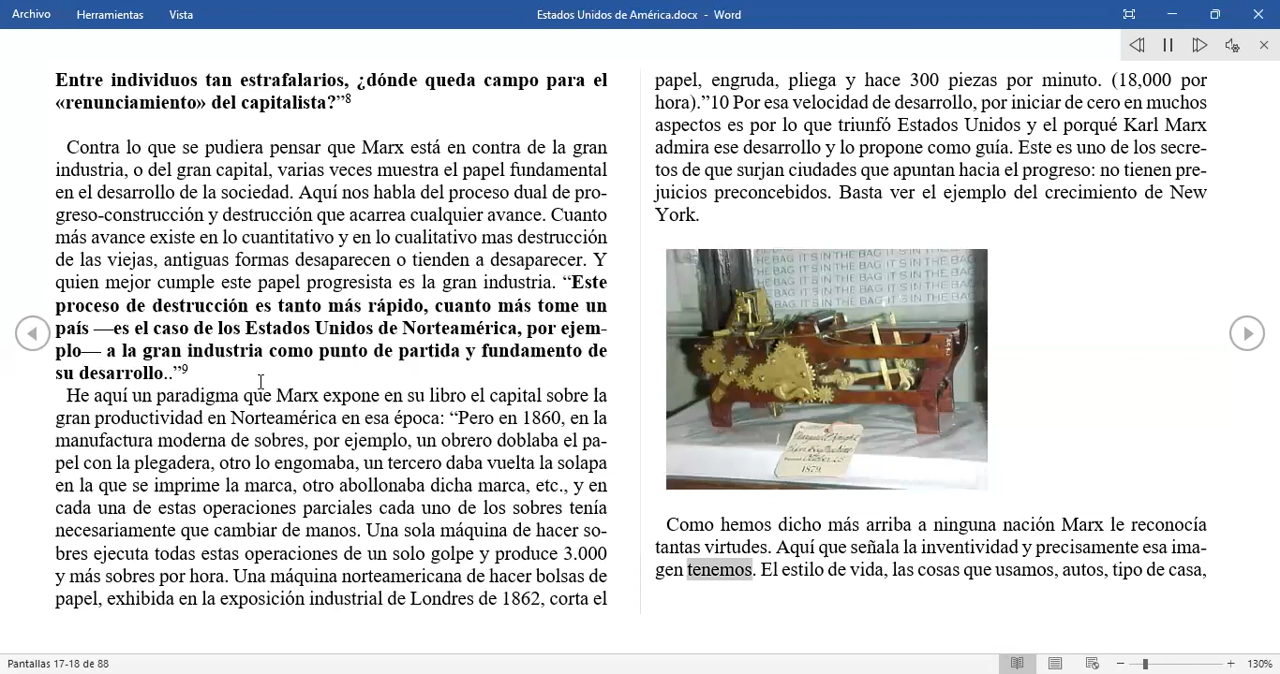 Archivo Herramientas Vista Estados Unidos de América.docx - Word
Entre individuos tan estrafalarios, ¿dónde queda campo para el
«renunciamiento» del capitalista?”8
Contra lo que se pudiera pensar que Marx está en contra de la gran
industria, o del gran capital, varias veces muestra el papel fundamental
en el desarrollo de la sociedad. Aquí nos habla del proceso dual de pro-
greso-construcción y destrucción que acarrea cualquier avance. Cuanto
más avance existe en lo cuantitativo y en lo cualitativo mas destrucción
de las viejas, antiguas formas desaparecen o tienden a desaparecer. Y
quien mejor cumple este papel progresista es la gran industria. “Este
proceso de destrucción es tanto más rápido, cuanto más tome un
país —es el caso de los Estados Unidos de Norteamérica, por ejem-
plo— a la gran industria como punto de partida y fundamento de
su desarrollo..”9
He aquí un paradigma que Marx expone en su libro el capital sobre la
gran productividad en Norteamérica en esa época: “Pero en 1860, en la
manufactura moderna de sobres, por ejemplo, un obrero doblaba el pa-
pel con la plegadera, otro lo engomaba, un tercero daba vuelta la solapa
en la que se imprime la marca, otro abollonaba dicha marca, etc., y en
cada una de estas operaciones parciales cada uno de los sobres tenía
necesariamente que cambiar de manos. Una sola máquina de hacer so-
bres ejecuta todas estas operaciones de un solo golpe y produce 3.000
y más sobres por hora. Una máquina norteamericana de hacer bolsas de
papel, exhibida en la exposición industrial de Londres de 1862, corta el
papel, engruda, pliega y hace 300 piezas por minuto. (18,000 por
hora).”10 Por esa velocidad de desarrollo, por iniciar de cero en muchos
aspectos es por lo que triunfó Estados Unidos y el porqué Karl Marx
admira ese desarrollo y lo propone como guía. Este es uno de los secre-
tos de que surjan ciudades que apuntan hacia el progreso: no tienen pre-
juicios preconcebidos. Basta ver el ejemplo del crecimiento de New
York.
THE BAG IT'S IN THE BAG IT'S IN THE BAG
1879.
Como hemos dicho más arriba a ninguna nación Marx le reconocía
tantas virtudes. Aquí que señala la inventividad y precisamente esa ima-
gen tenemos. El estilo de vida, las cosas que usamos, autos, tipo de casa,
Pantallas 17-18 de 88 130%